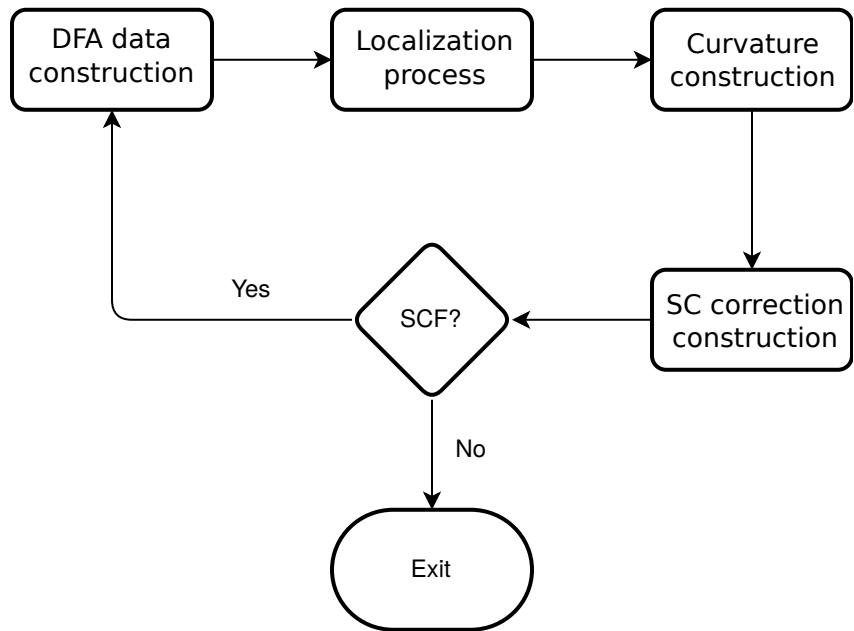 DFA data
construction
Localization
process
Curvature
construction
Yes
SCF?
SC correction
construction
No
Exit